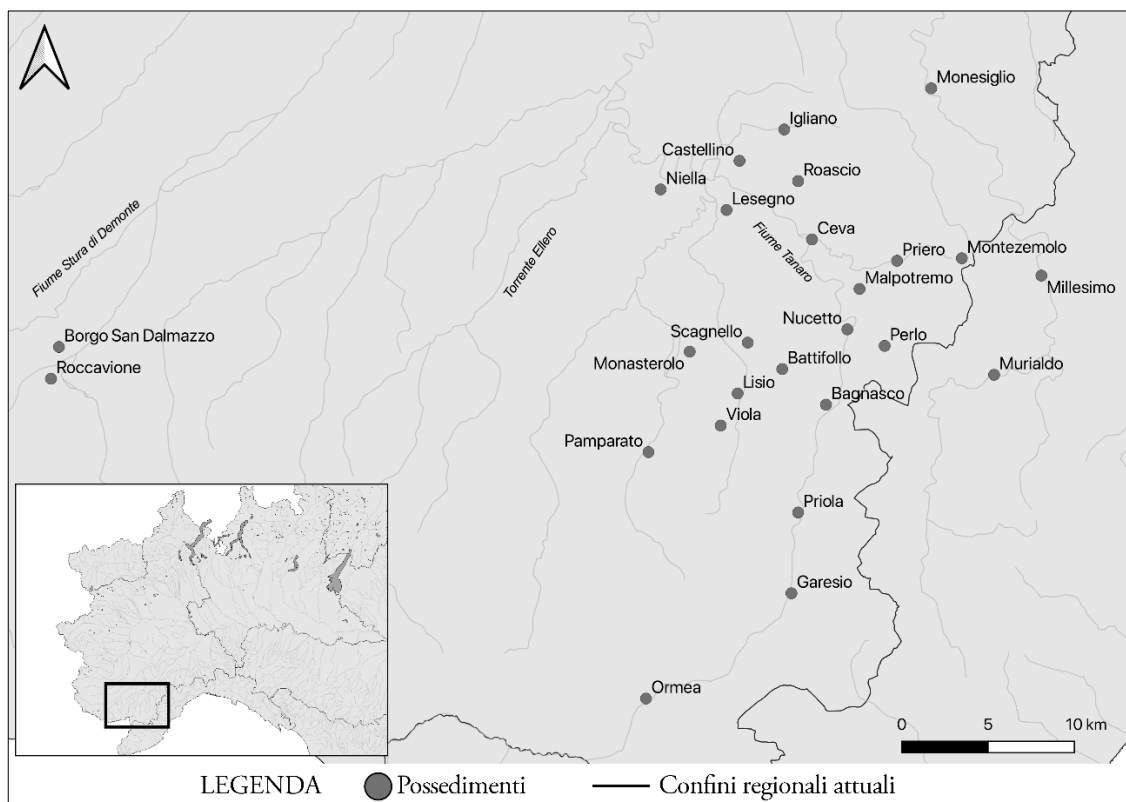 Monesiglio
Igliano
Castellino
Roascio
Niella
Lesegno
Fiume Stura di Demonte
Torrente Ellero
Fiume Tanaro
Ceva
Priero
Montezemolo
Malpotremo
Millesimo
Nucetto
Scagnello
Perlo
Borgo San Dalmazzo
Monasterolo
Battifollo
Roccavione
Murialdo
Lisio
Bagnasco
Viola
Pamparato
Priola
Garesio
Ormea
0 5 10 km
LEGENDA Possedimenti Confini regionali attuali